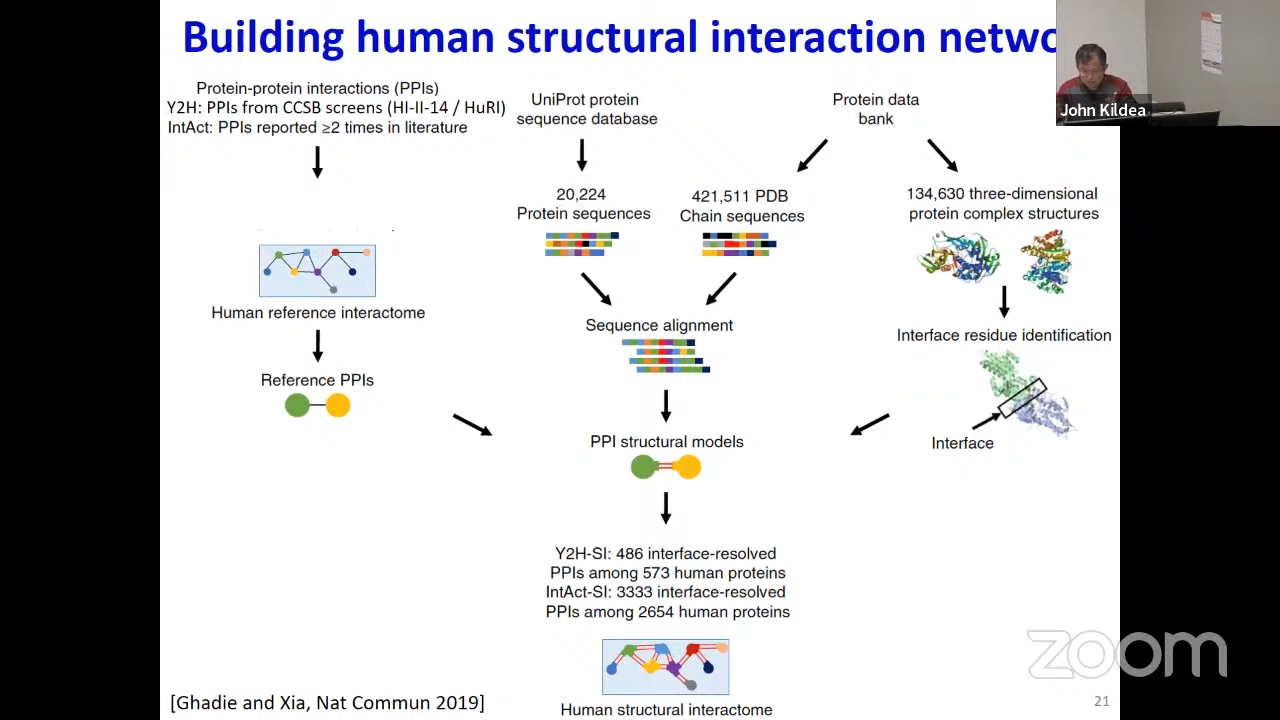 Building human structural interaction netwo
John Kildea
Protein-protein interactions (PPIs)
Y2H: PPIs from CCSB screens (HI-II-14 / HuRI)
IntAct: PPIs reported ≥2 times in literature
UniProt protein
sequence database
Protein data
bank
20,224
Protein sequences
421,511 PDB
Chain sequences
134,630 three-dimensional
protein complex structures
Human reference interactome
Sequence alignment
Interface residue identification
Reference PPIs
PPI structural models
Interface
Y2H-SI: 486 interface-resolved
PPIs among 573 human proteins
IntAct-SI: 3333 interface-resolved
PPIs among 2654 human proteins
zoom
[Ghadie and Xia, Nat Commun 2019]
Human structural interactome
21